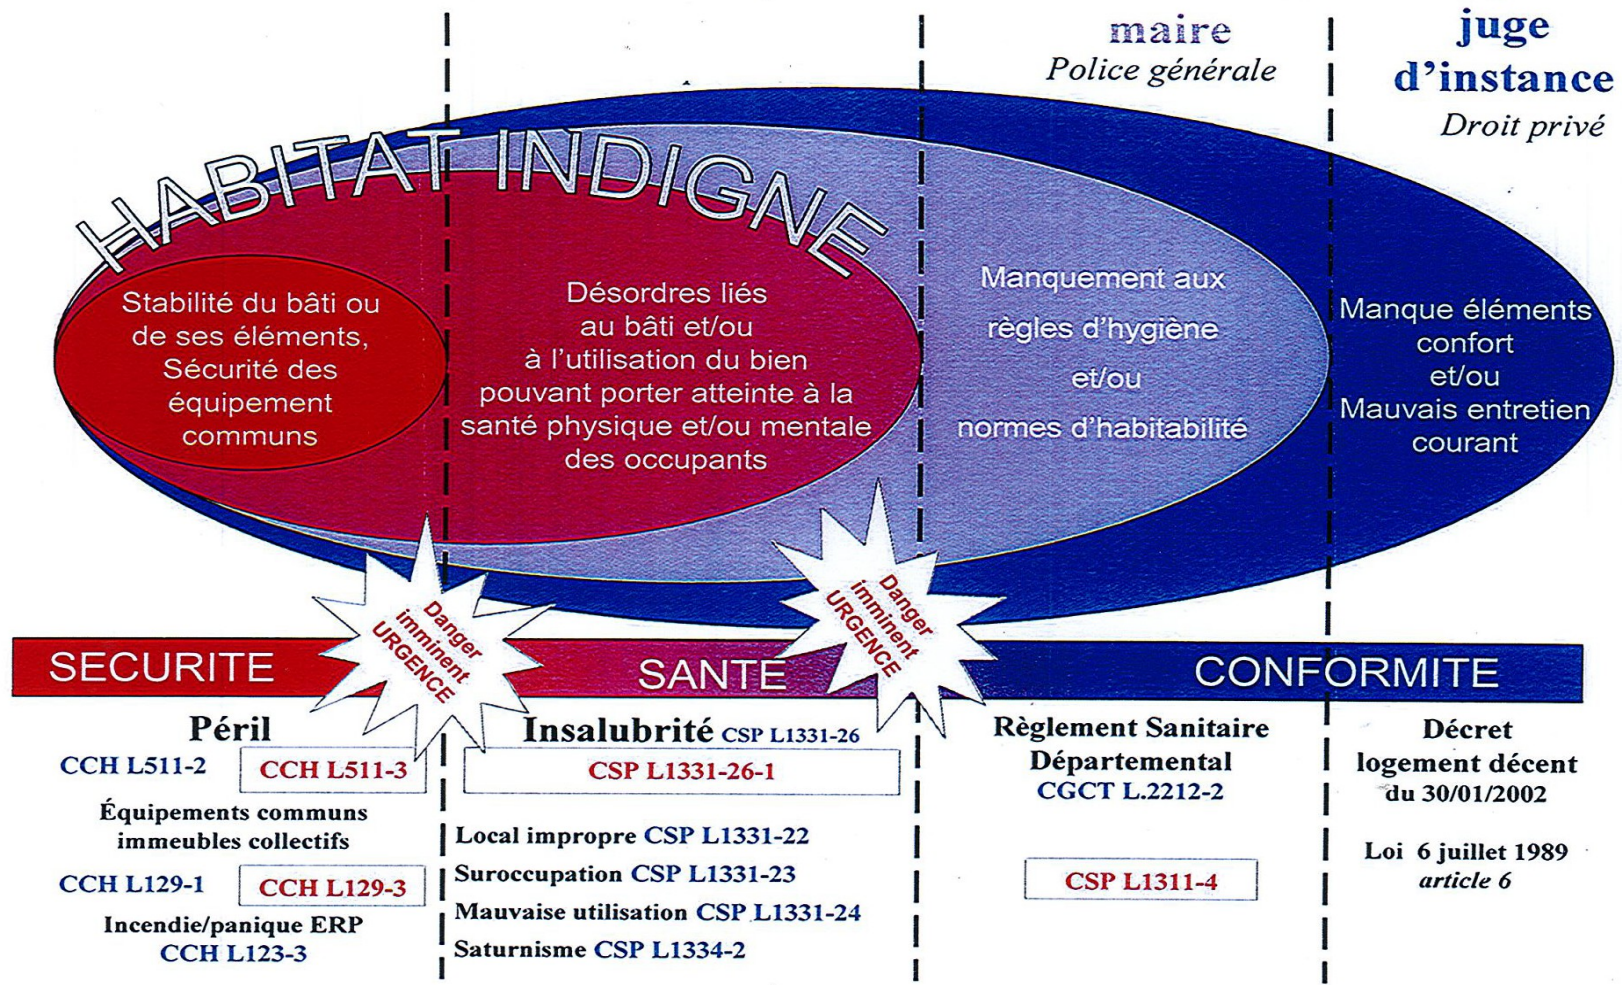 maire
Police générale
juge
d'instance
Droit privé
HABITAT INDIGNE
Stabilité du bâti ou
de ses éléments,
Sécurité des
équipement
communs
Désordres liés
au bâti et/ou
à l'utilisation du bien
pouvant porter atteinte à la
santé physique et/ou mentale
des occupants
Manquement aux
règles d'hygiène
et/ou
normes d'habitabilité
Manque éléments
confort
et/ou
Mauvais entretien
courant
Danger
imminent
URGENCE
Danger
imminent
URGENCE
SECURITE
SANTE
CONFORMITE
Péril
CCH L511-2 CCH L511-3
Équipements communs
immeubles collectifs
CCH L129-1 CCH L129-3
Incendie/panique ERP
CCH L123-3
Insalubrité CSP L1331-26
CSP L1331-26-1
Local impropre CSP L1331-22
Suroccupation CSP L1331-23
Mauvaise utilisation CSP L1331-24
Saturnisme CSP L1334-2
Règlement Sanitaire
Départemental
CGCT L.2212-2
CSP L1311-4
Décret
logement décent
du 30/01/2002
Loi 6 juillet 1989
article 6